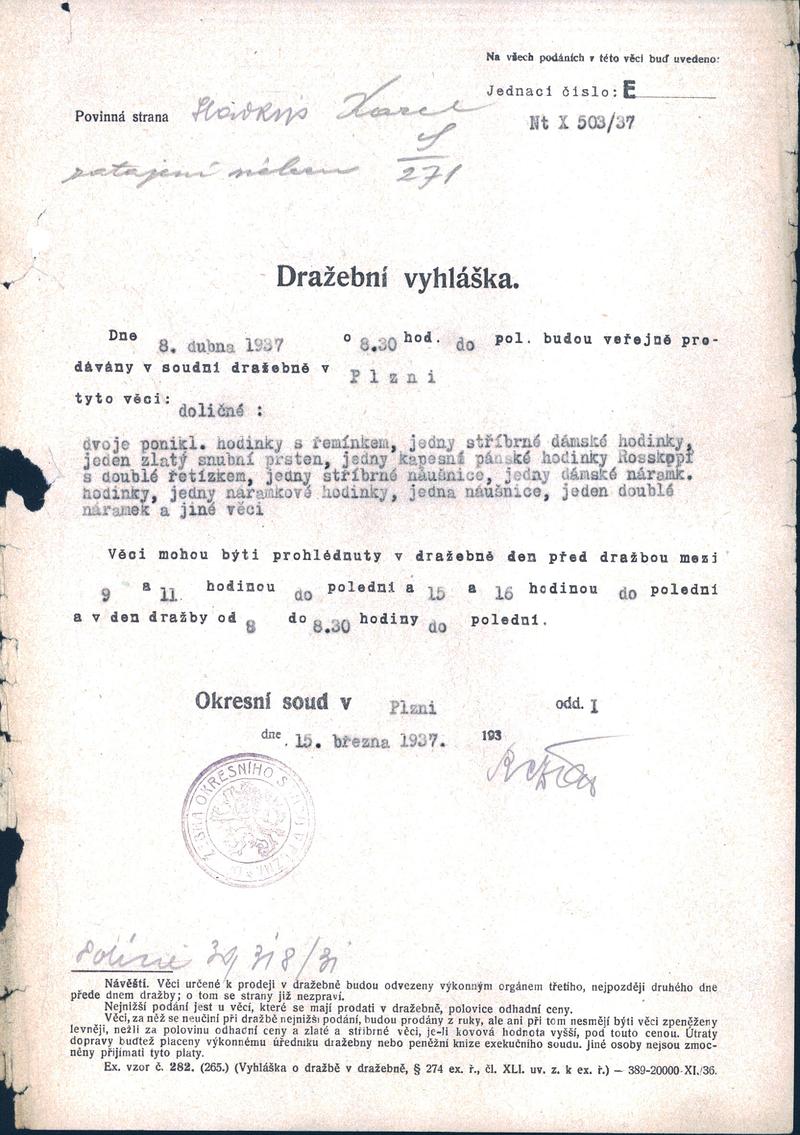 Na všech podáních v této věci buď uvedeno:
Jednací číslo: E
Nt X 503/37
Povinná strana Sladký Karel
zatajení nálezu S/271
Dražební vyhláška.
Dne 8. dubna 1937 o 8.30 hod. do pol. budou veřejně pro-
dávány v soudní dražebně v Plzni
tyto věci: doličné :
dvoje ponikl. hodinky s řemínkem, jedny stříbrné dámské hodinky,
jeden zlatý snubní prsten, jedny kapesní pánské hodinky Rosskopf
s doublé řetízkem, jedny stříbrné náušnice, jedny dámské náramk.
hodinky, jedny náramkové hodinky, jedna náušnice, jeden doublé
náramek a jiné věci
Věci mohou býti prohlédnuty v dražebně den před dražbou mezi
9 a 11 hodinou do polední a 15 a 16 hodinou do polední
a v den dražby od 8 do 8.30 hodiny do polední.
Okresní soud v Plzni odd. I
dne 15. března 1937. 193
Návěští. Věci určené k prodeji v dražebně budou odvezeny výkonným orgánem třetího, nejpozději druhého dne
přede dnem dražby; o tom se strany již nezpraví.
Nejnižší podání jest u věcí, které se mají prodati v dražebně, polovice odhadní ceny.
Věci, za něž se neučiní při dražbě nejnižší podání, budou prodány z ruky, ale ani při tom nesmějí býti věci zpeněženy
levněji, nežli za polovinu odhadní ceny a zlaté a stříbrné věci, je-li kovová hodnota vyšší, pod touto cenou. Útraty
dopravy buďtež placeny výkonnému úředníku dražebny nebo peněžní knize exekučního soudu. Jiné osoby nejsou zmoc-
něny přijímati tyto platy.
Ex. vzor č. 282. (265.) (Vyhláška o dražbě v dražebně, § 274 ex. ř., čl. XLI. uv. z. k ex. ř.) — 389-20000-XI./36.